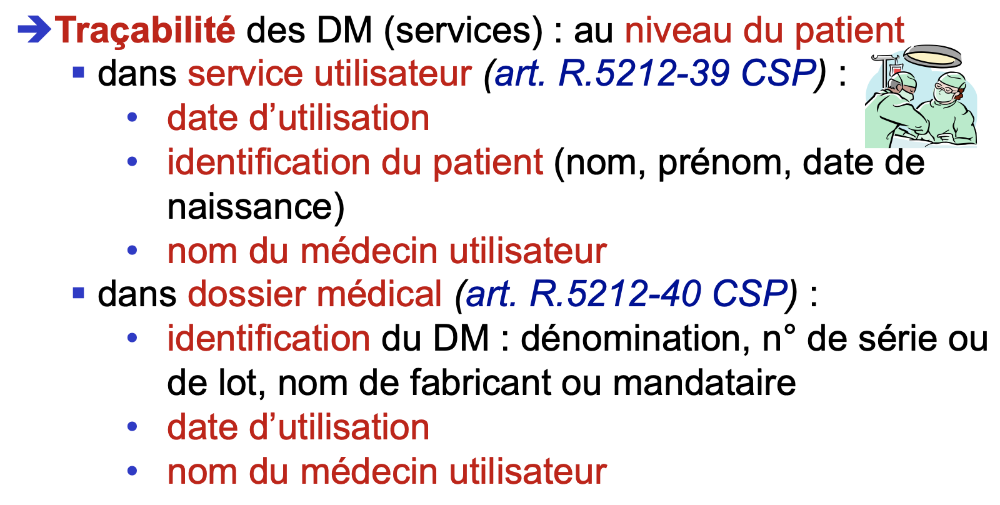 ➔Traçabilité des DM (services) : au niveau du patient
▪ dans service utilisateur (art. R.5212-39 CSP) :
• date d’utilisation
• identification du patient (nom, prénom, date de
naissance)
• nom du médecin utilisateur
▪ dans dossier médical (art. R.5212-40 CSP) :
• identification du DM : dénomination, n° de série ou
de lot, nom de fabricant ou mandataire
• date d’utilisation
• nom du médecin utilisateur